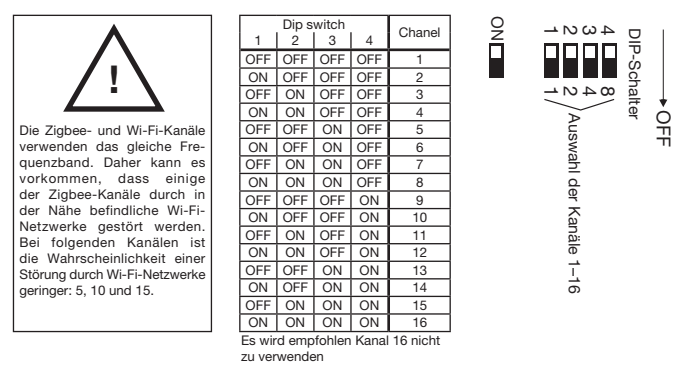 !
Die Zigbee- und Wi-Fi-Kanäle
verwenden das gleiche Fre-
quenzband. Daher kann es
vorkommen, dass einige
der Zigbee-Kanäle durch in
der Nähe befindliche Wi-Fi-
Netzwerke gestört werden.
Bei folgenden Kanälen ist
die Wahrscheinlichkeit einer
Störung durch Wi-Fi-Netzwerke
geringer: 5, 10 und 15.
Dip switch Chanel
1 2 3 4
OFF OFF OFF OFF 1
ON OFF OFF OFF 2
OFF ON OFF OFF 3
ON ON OFF OFF 4
OFF OFF ON OFF 5
ON OFF ON OFF 6
OFF ON ON OFF 7
ON ON ON OFF 8
OFF OFF OFF ON 9
ON OFF OFF ON 10
OFF ON OFF ON 11
ON ON OFF ON 12
OFF OFF ON ON 13
ON OFF ON ON 14
OFF ON ON ON 15
ON ON ON ON 16
Es wird empfohlen Kanal 16 nicht
zu verwenden
OFF
DIP-Schalter
1 2 3 4
1 2 4 8
Auswahl der Kanäle 1–16
ON